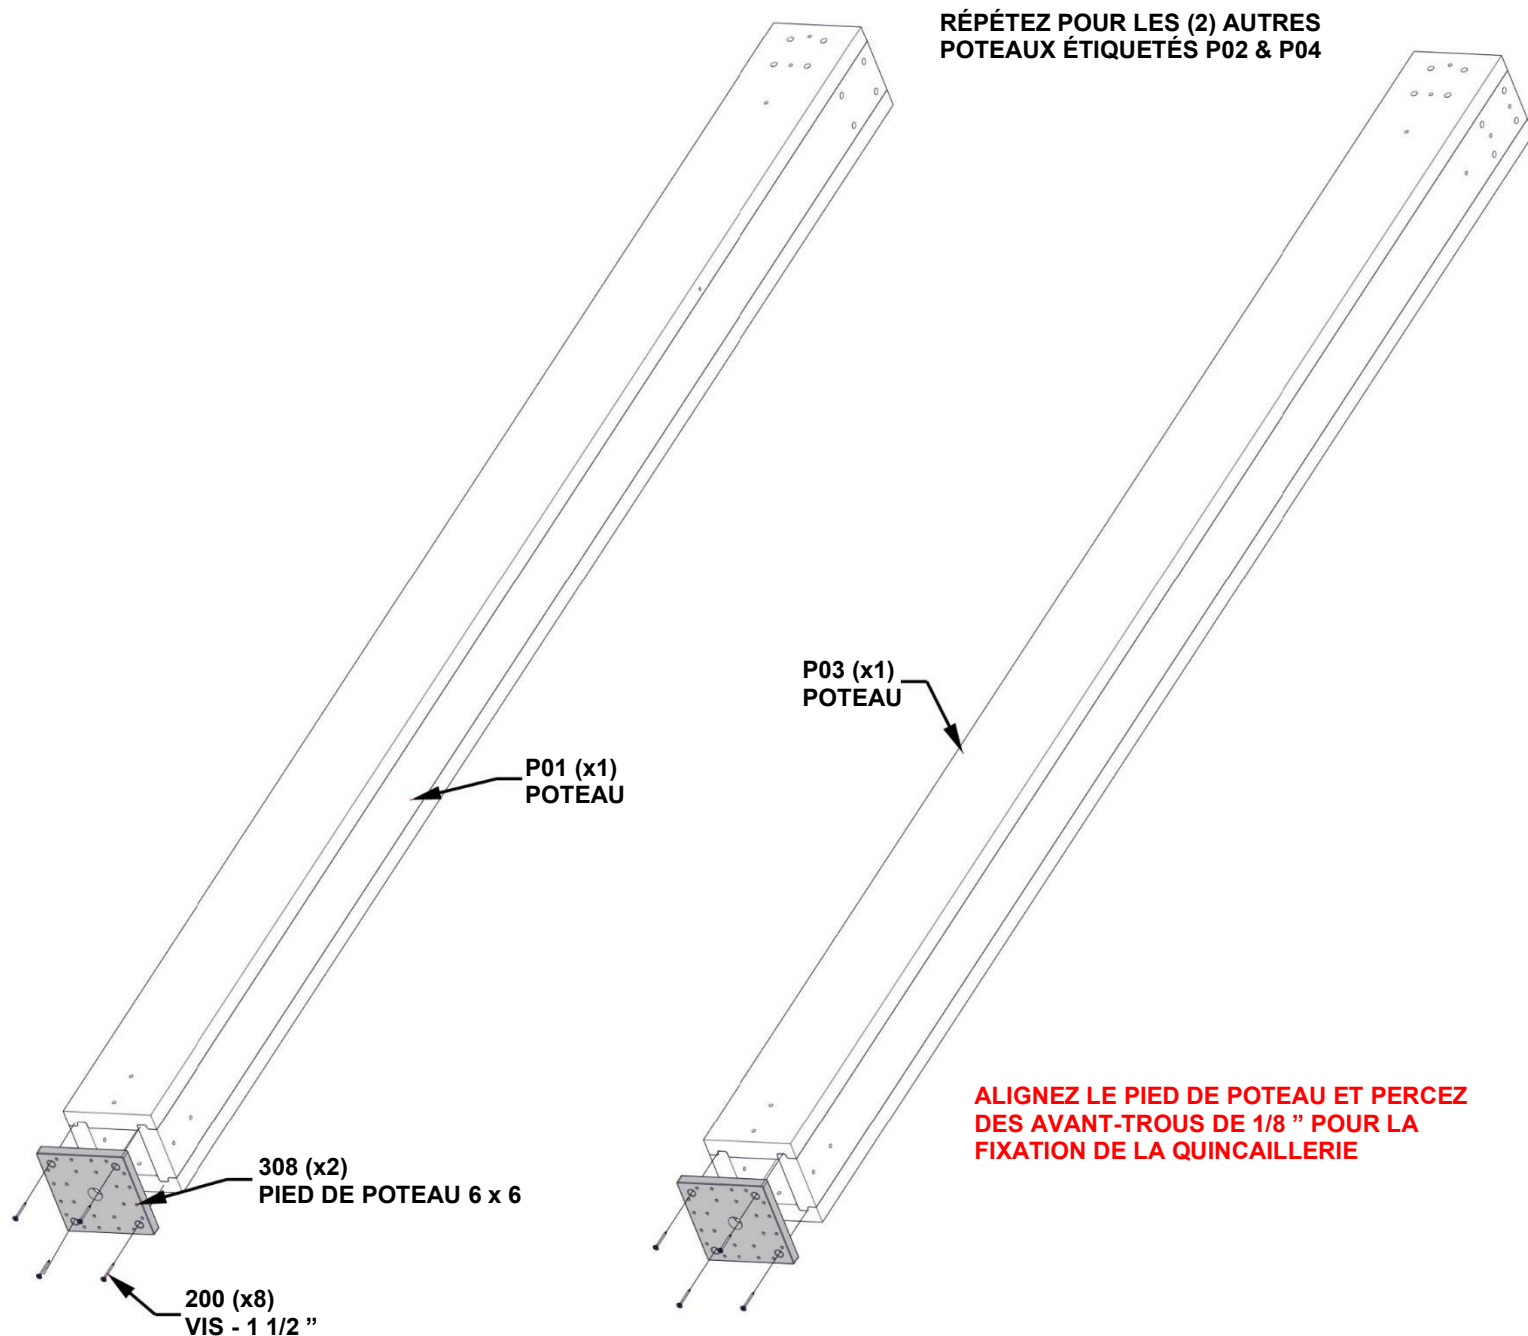 RÉPÉTEZ POUR LES (2) AUTRES
POTEAUX ÉTIQUETÉS P02 & P04
P03 (x1)
POTEAU
P01 (x1)
POTEAU
ALIGNEZ LE PIED DE POTEAU ET PERCEZ
DES AVANT-TROUS DE 1/8 ” POUR LA
FIXATION DE LA QUINCAILLERIE
308 (x2)
PIED DE POTEAU 6 x 6
200 (x8)
VIS - 1 1/2 ”